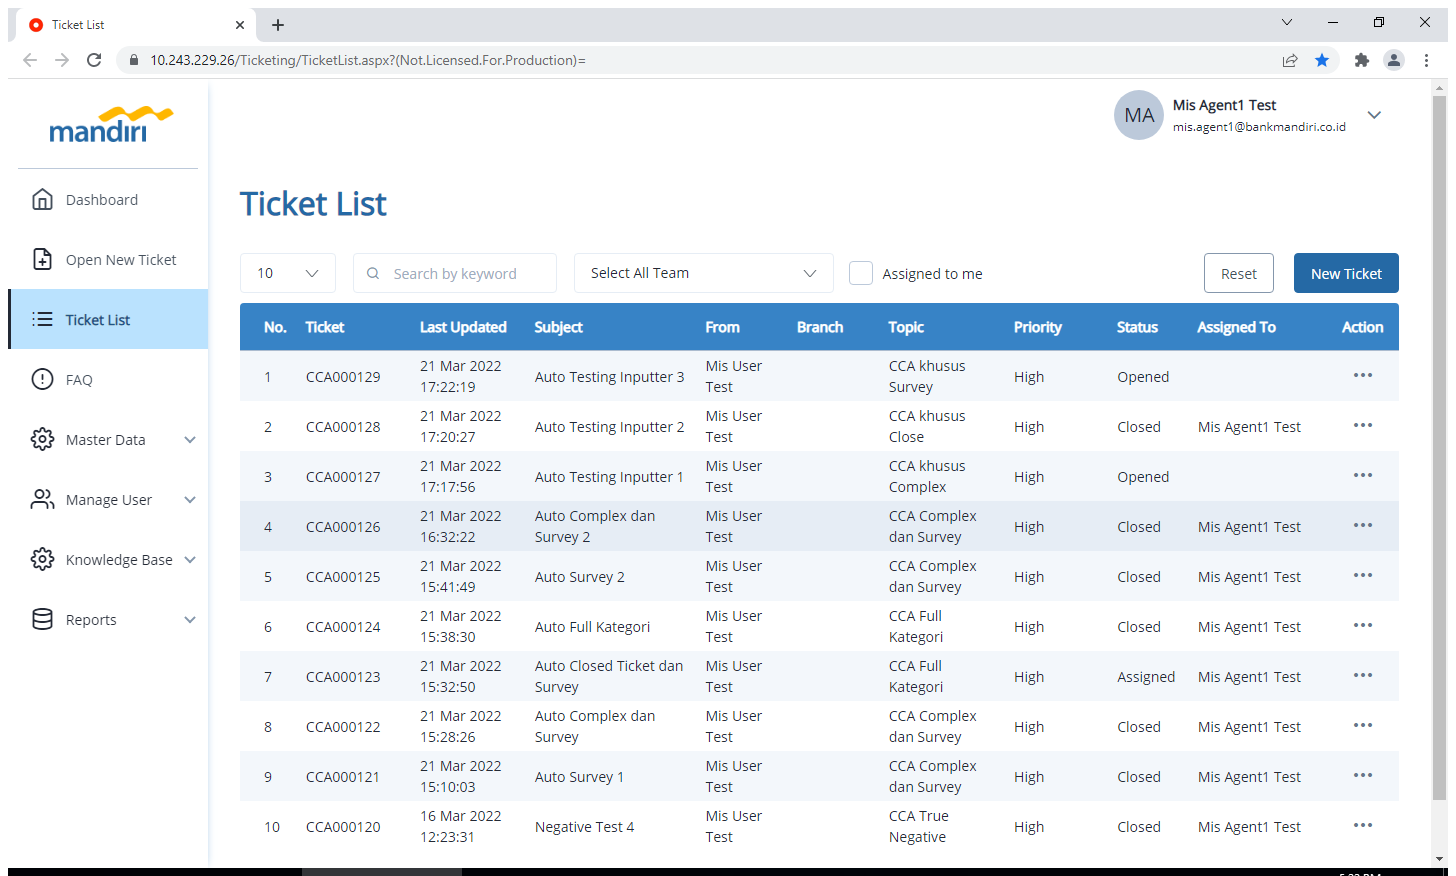 Ticket List
10.243.229.26/Ticketing/TicketList.aspx?(Not.Licensed.For.Production)=
mandiri
MA
Mis Agent1 Test
mis.agent1@bankmandiri.co.id
Dashboard
Open New Ticket
Ticket List
FAQ
Master Data
Manage User
Knowledge Base
Reports
Ticket List
10 Search by keyword Select All Team Assigned to me Reset New Ticket
No. Ticket Last Updated Subject From Branch Topic Priority Status Assigned To Action
1 CCA000129 21 Mar 2022 17:22:19 Auto Testing Inputter 3 Mis User Test CCA khusus Survey High Opened
2 CCA000128 21 Mar 2022 17:20:27 Auto Testing Inputter 2 Mis User Test CCA khusus Close High Closed Mis Agent1 Test
3 CCA000127 21 Mar 2022 17:17:56 Auto Testing Inputter 1 Mis User Test CCA khusus Complex High Opened
4 CCA000126 21 Mar 2022 16:32:22 Auto Complex dan Survey 2 Mis User Test CCA Complex dan Survey High Closed Mis Agent1 Test
5 CCA000125 21 Mar 2022 15:41:49 Auto Survey 2 Mis User Test CCA Complex dan Survey High Closed Mis Agent1 Test
6 CCA000124 21 Mar 2022 15:38:30 Auto Full Kategori Mis User Test CCA Full Kategori High Closed Mis Agent1 Test
7 CCA000123 21 Mar 2022 15:32:50 Auto Closed Ticket dan Survey Mis User Test CCA Full Kategori High Assigned Mis Agent1 Test
8 CCA000122 21 Mar 2022 15:28:26 Auto Complex dan Survey Mis User Test CCA Complex dan Survey High Closed Mis Agent1 Test
9 CCA000121 21 Mar 2022 15:10:03 Auto Survey 1 Mis User Test CCA Complex dan Survey High Closed Mis Agent1 Test
10 CCA000120 16 Mar 2022 12:23:31 Negative Test 4 Mis User Test CCA True Negative High Closed Mis Agent1 Test